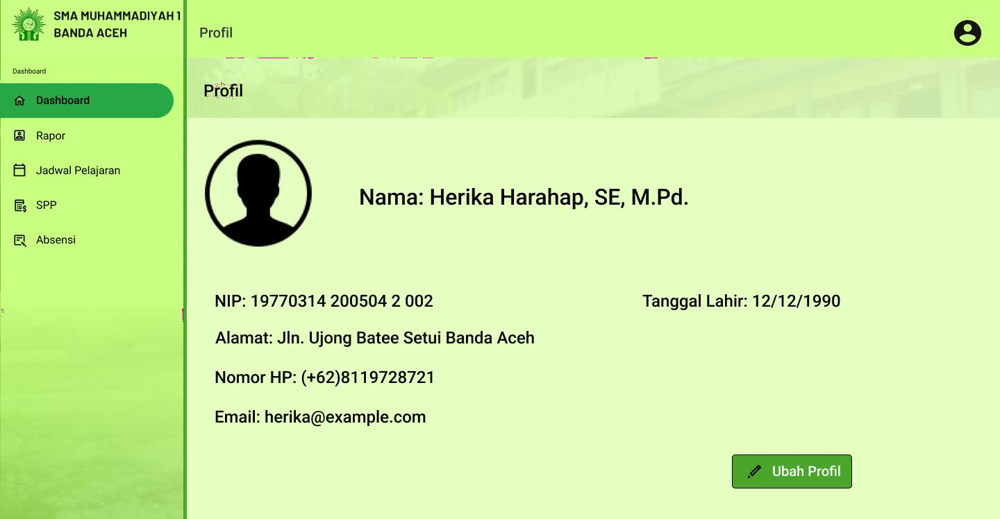 SMA MUHAMMADIYAH 1
BANDA ACEH
Profil
Dashboard
Dashboard
Rapor
Jadwal Pelajaran
SPP
Absensi
Profil
Nama: Herika Harahap, SE, M.Pd.
NIP: 19770314 200504 2 002
Tanggal Lahir: 12/12/1990
Alamat: Jln. Ujong Batee Setui Banda Aceh
Nomor HP: (+62)8119728721
Email: herika@example.com
Ubah Profil